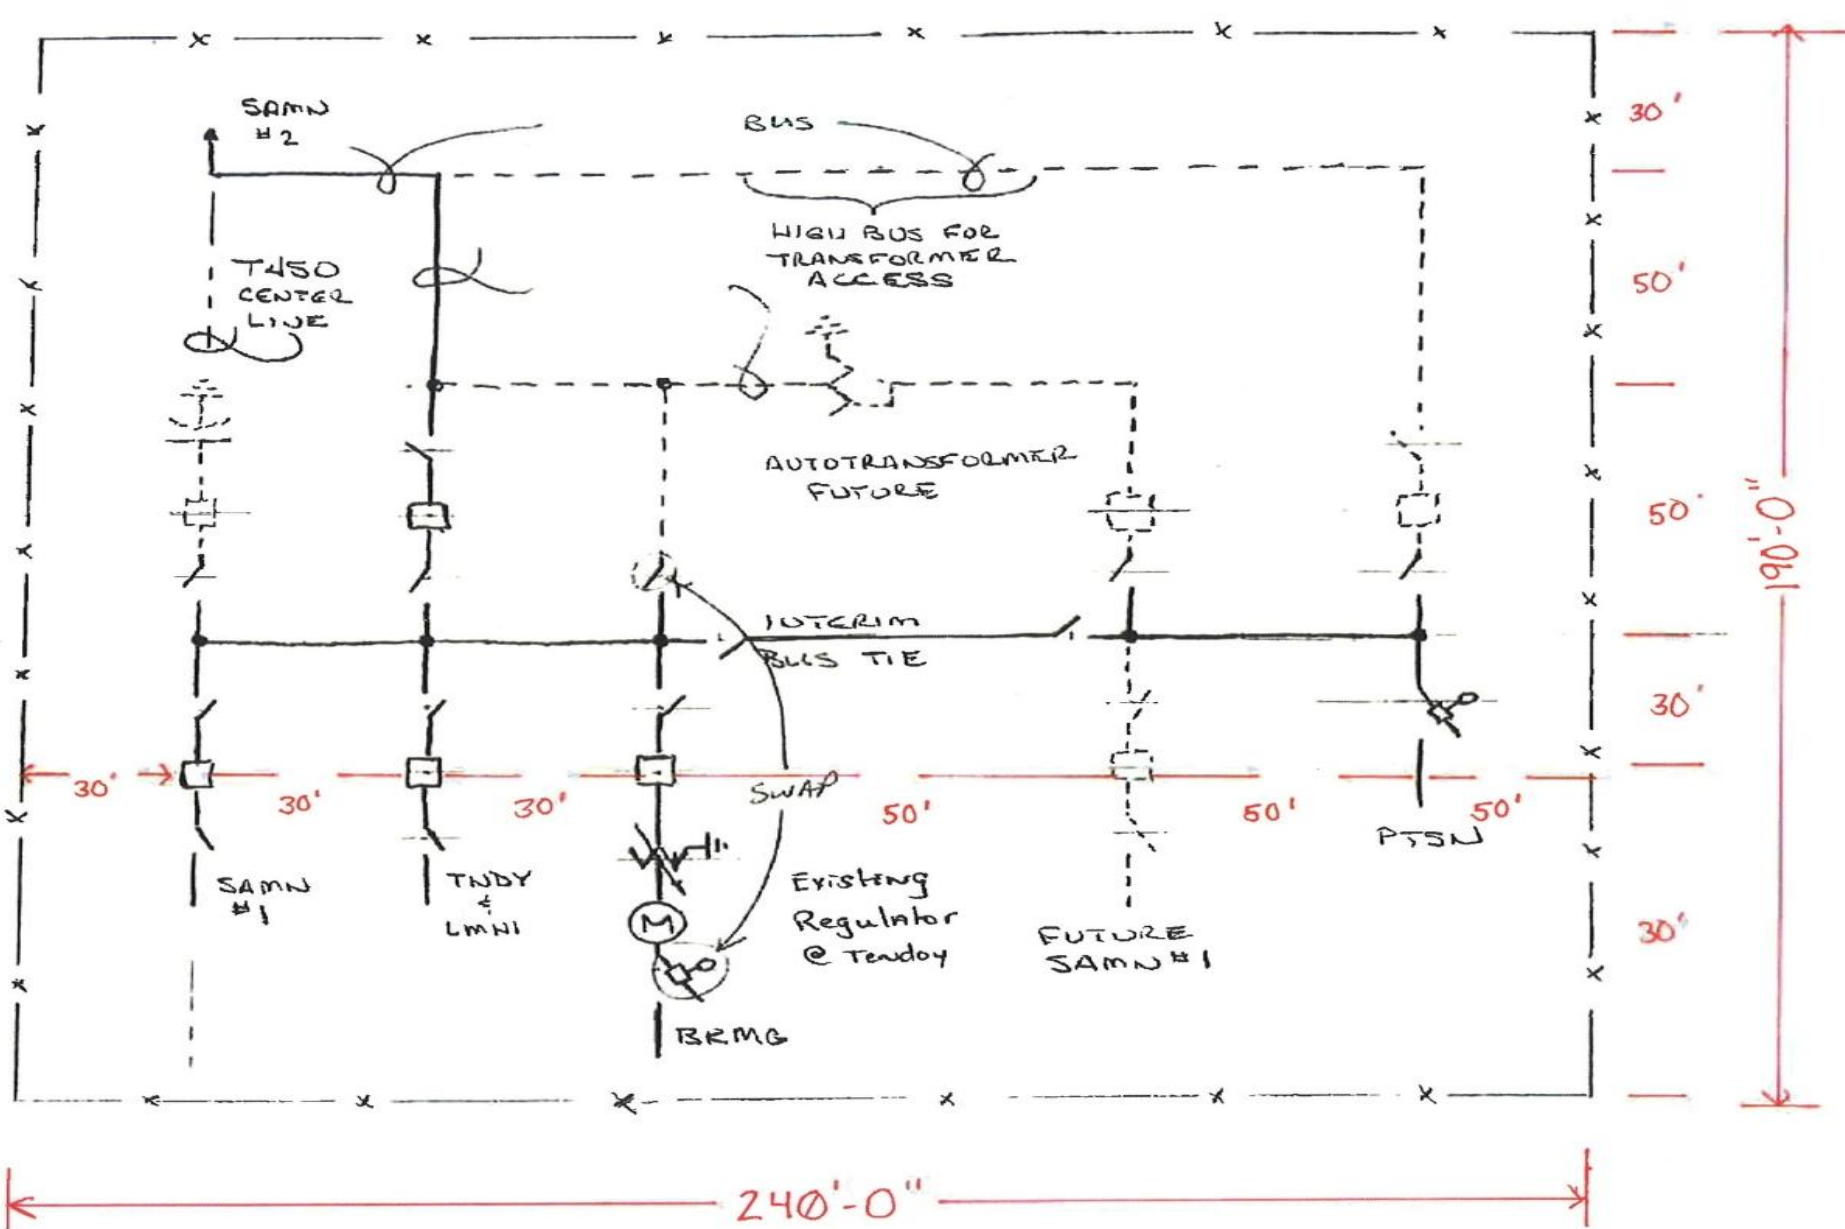 SAMN
#2
BUS
30'
HIGH BUS FOR
TRANSFORMER
ACCESS
T450
CENTER
LINE
50'
AUTOTRANSFORMER
FUTURE
50'
190'-0"
INTERIM
BUS TIE
30'
30'
30'
30'
SWAP
50'
50'
50'
PTSN
SAMN
#1
TNDY
&
LMNI
M
Existing
Regulator
@ Tendoy
FUTURE
SAMN #1
30'
BRMG
240'-0"